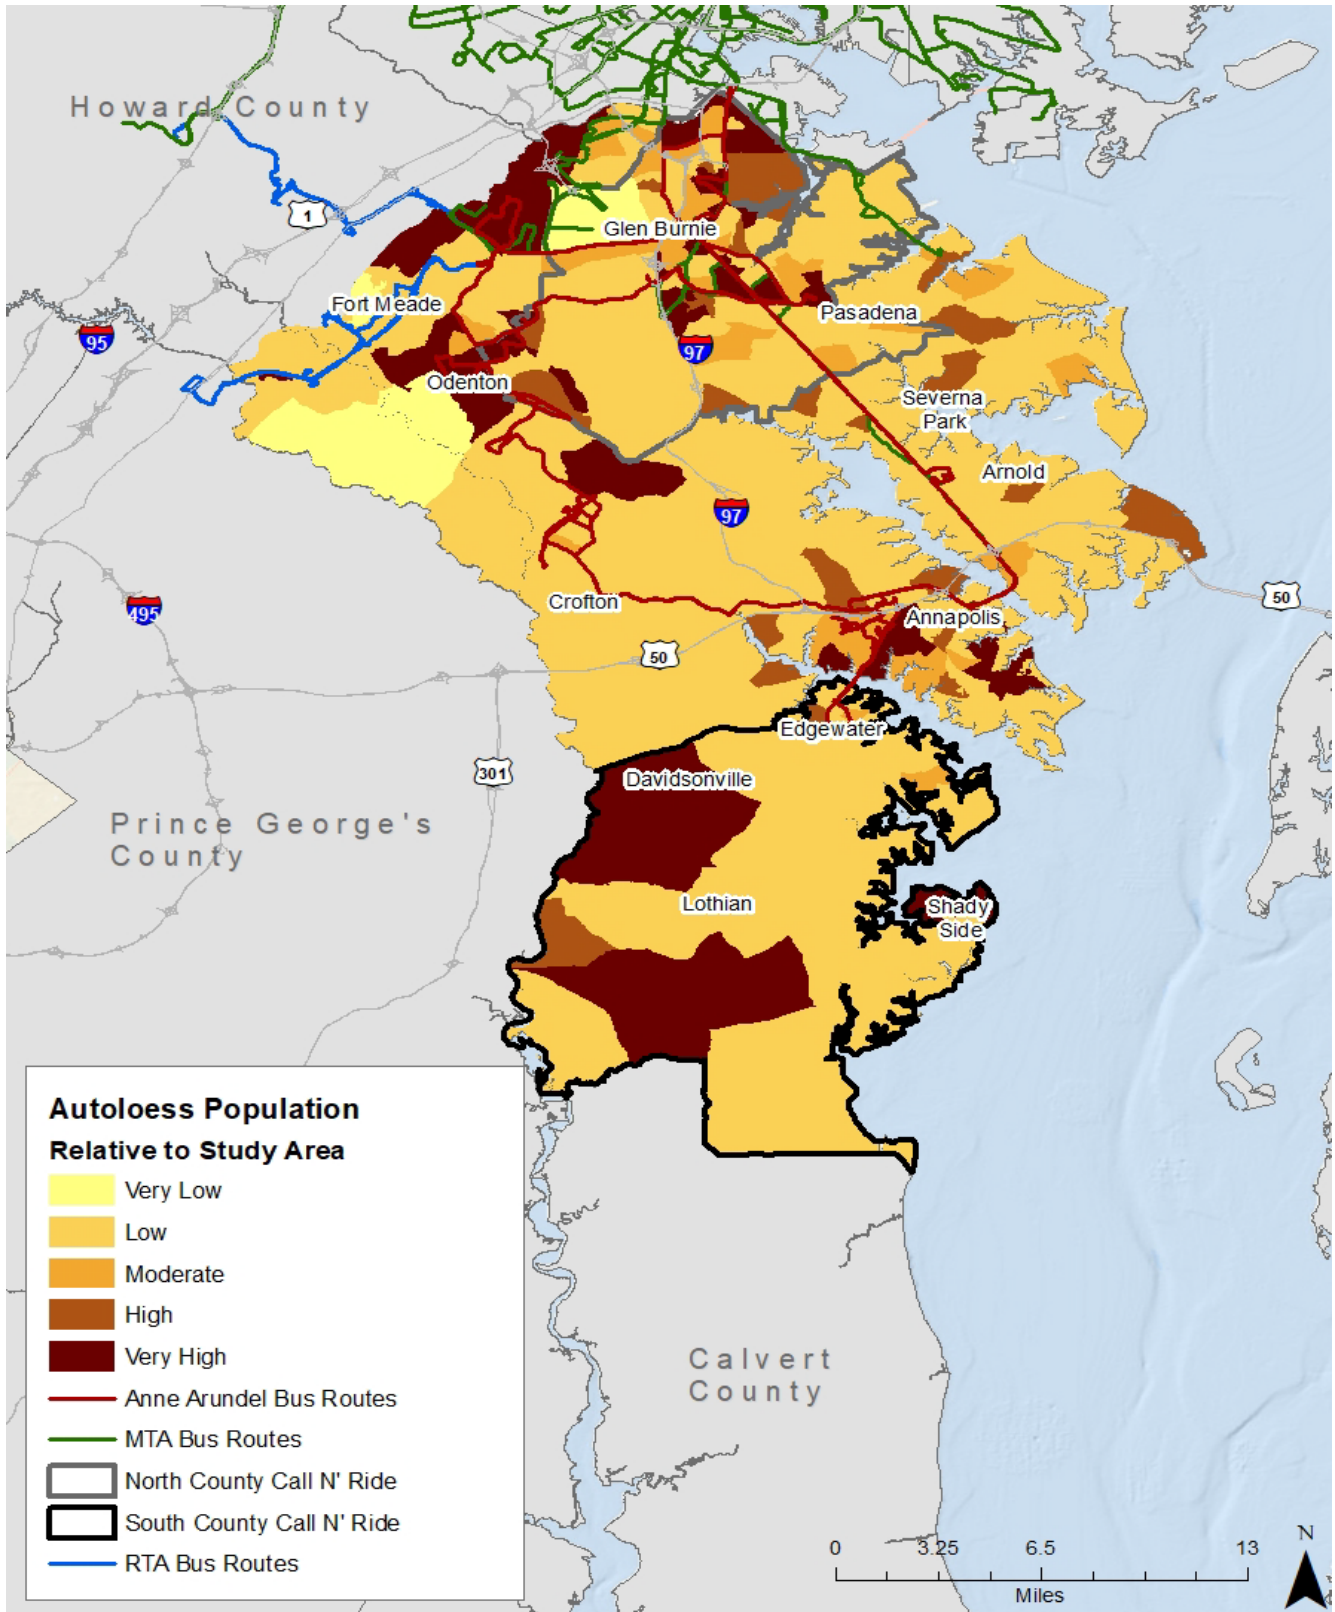 Howard County
1
Glen Burnie
Fort Meade
Pasadena
95
97
Odenton
Severna
Park
Arnold
97
495
Crofton
50
Annapolis
50
Edgewater
301
Davidsonville
Prince George's
County
Lothian
Shady
Side
Autoloess Population
Relative to Study Area
Very Low
Low
Moderate
High
Very High
Anne Arundel Bus Routes
MTA Bus Routes
North County Call N' Ride
South County Call N' Ride
RTA Bus Routes
Calvert
County
0 3.25 6.5 13
Miles
N